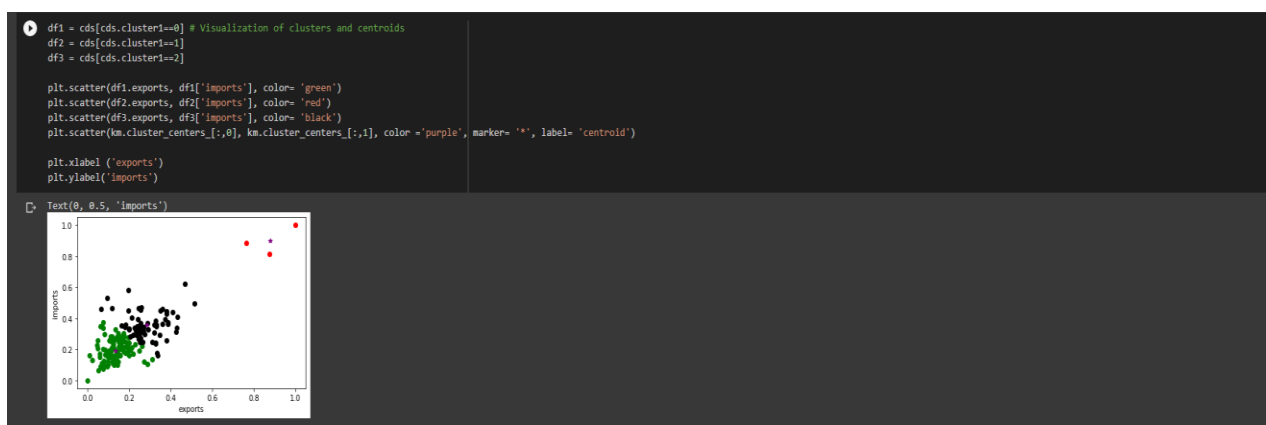 df1 = cds[cds.cluster1==0] # Visualization of clusters and centroids
df2 = cds[cds.cluster1==1]
df3 = cds[cds.cluster1==2]
plt.scatter(df1.exports, df1['imports'], color= 'green')
plt.scatter(df2.exports, df2['imports'], color= 'red')
plt.scatter(df3.exports, df3['imports'], color= 'black')
plt.scatter(km.cluster_centers_[:,0], km.cluster_centers_[:,1], color ='purple', marker= '*', label= 'centroid')
plt.xlabel ('exports')
plt.ylabel('imports')
Text(0, 0.5, 'imports')
1.0
0.8
0.6
0.4
0.2
0.0
imports
0.0 0.2 0.4 0.6 0.8 1.0
exports